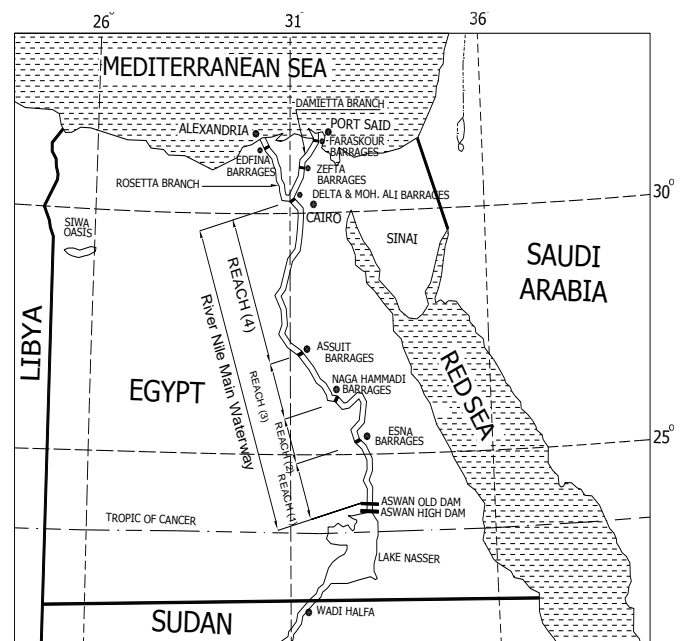 26°
31°
36°
MEDITERRANEAN SEA
DAMIETTA BRANCH
ALEXANDRIA
PORT SAID
FARASKOUR
BARRAGES
EDFINA
BARRAGES
ZEFTA
BARRAGES
ROSETTA BRANCH
DELTA & MOH. ALI BARRAGES
30°
CAIRO
SIWA
OASIS
SINAI
SAUDI
ARABIA
REACH (4)
River Nile Main Waterway
LIBYA
ASSUIT
BARRAGES
RED SEA
EGYPT
NAGA HAMMADI
BARRAGES
REACH (3)
ESNA
BARRAGES
25°
REACH (2)
REACH (1)
ASWAN OLD DAM
ASWAN HIGH DAM
TROPIC OF CANCER
LAKE NASSER
SUDAN
WADI HALFA